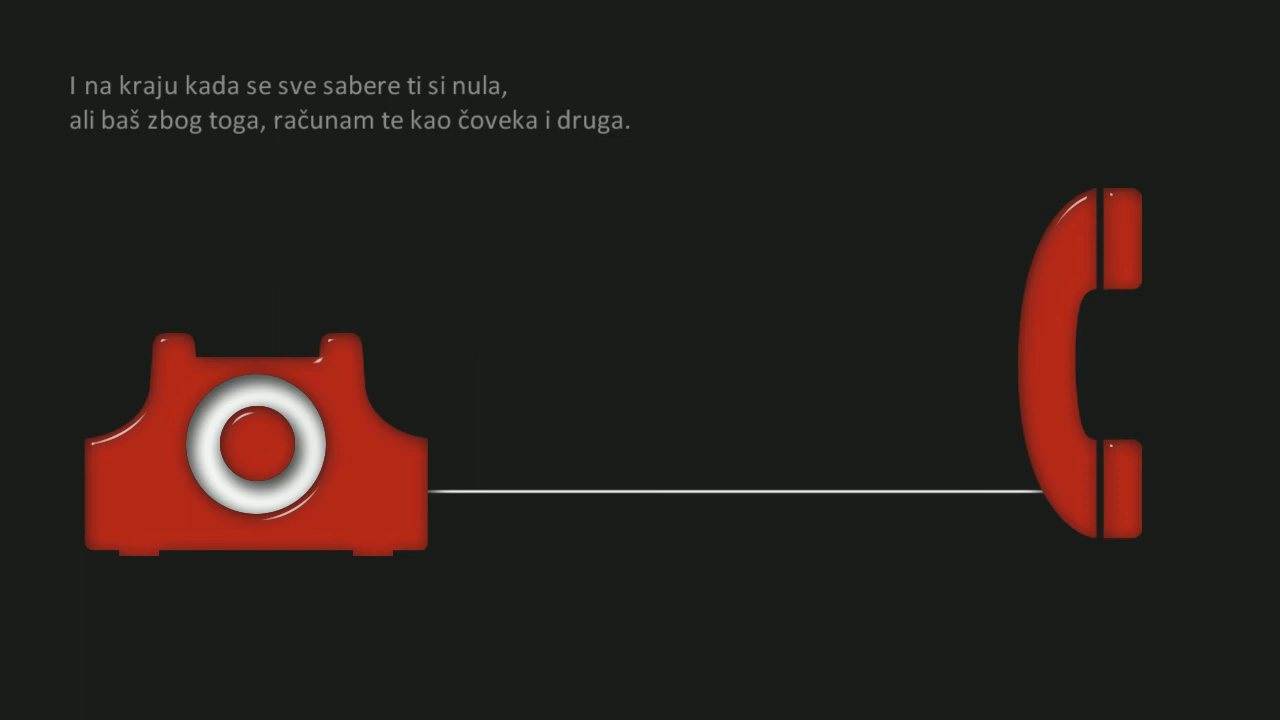 I na kraju kada se sve sabere ti si nula,
ali baš zbog toga, računam te kao čoveka i druga.